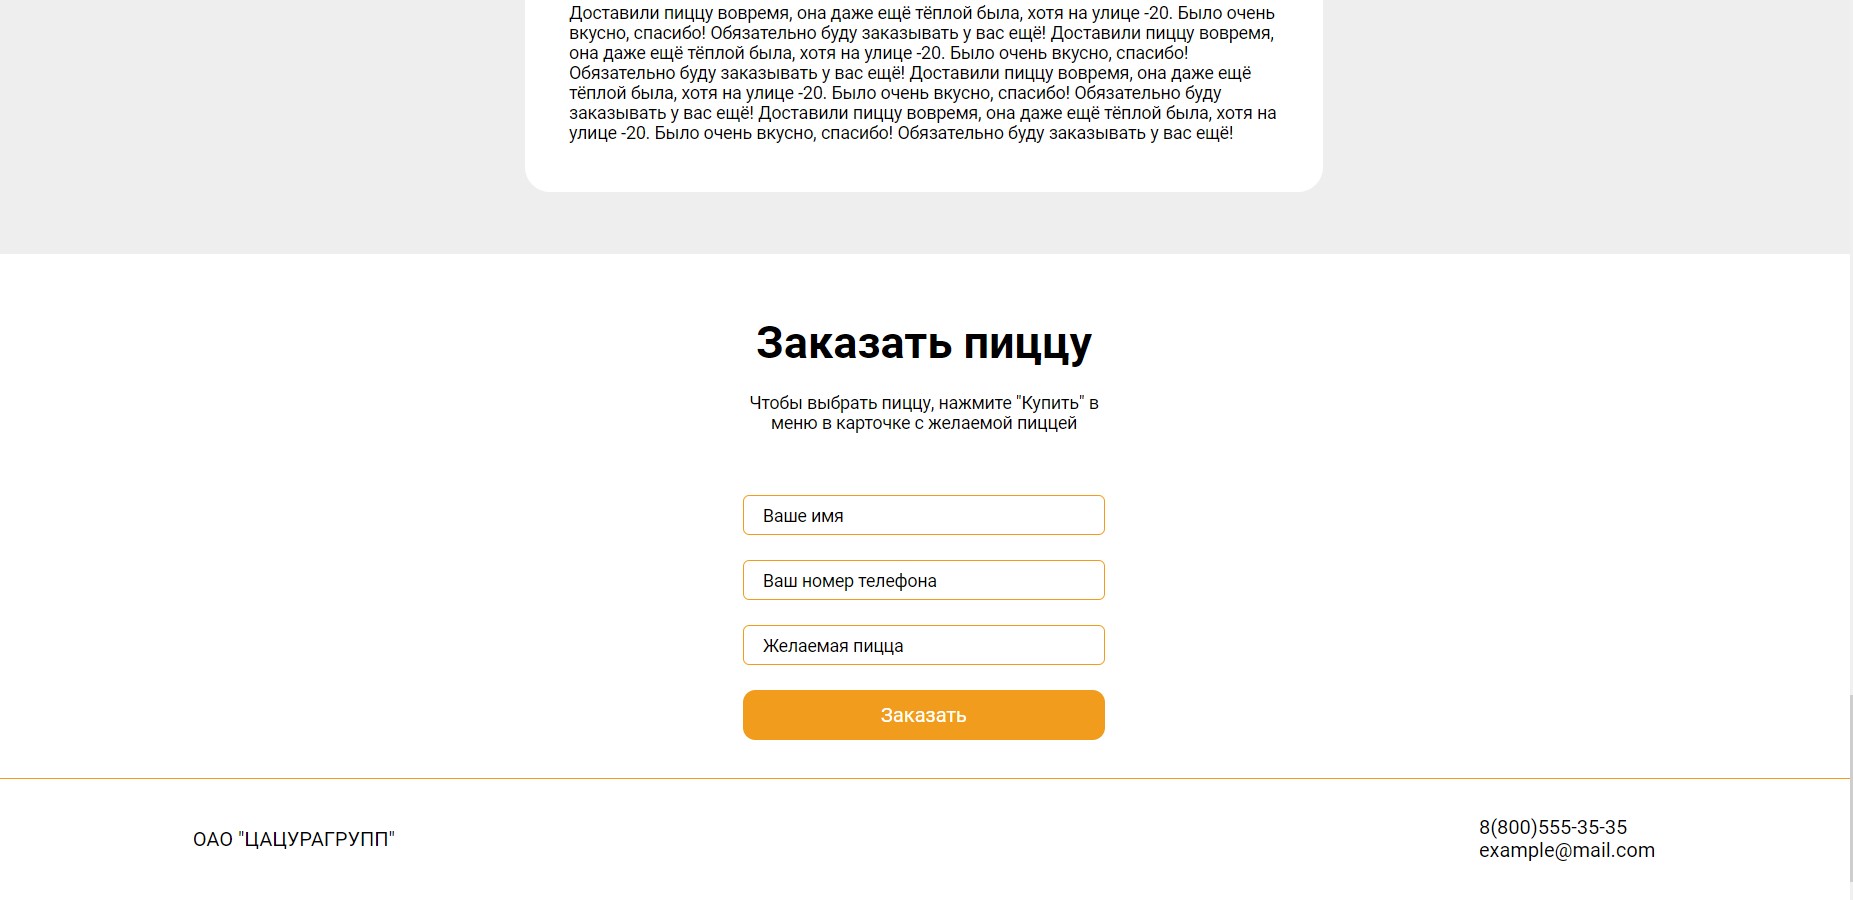 Доставили пиццу вовремя, она даже ещё тёплой была, хотя на улице -20. Было очень
вкусно, спасибо! Обязательно буду заказывать у вас ещё! Доставили пиццу вовремя,
она даже ещё тёплой была, хотя на улице -20. Было очень вкусно, спасибо!
Обязательно буду заказывать у вас ещё! Доставили пиццу вовремя, она даже ещё
тёплой была, хотя на улице -20. Было очень вкусно, спасибо! Обязательно буду
заказывать у вас ещё! Доставили пиццу вовремя, она даже ещё тёплой была, хотя на
улице -20. Было очень вкусно, спасибо! Обязательно буду заказывать у вас ещё!
Заказать пиццу
Чтобы выбрать пиццу, нажмите "Купить" в
меню в карточке с желаемой пиццей
Ваше имя
Ваш номер телефона
Желаемая пицца
Заказать
ОАО "ЦАЦУРАГРУПП"
8(800)555-35-35
example@mail.com